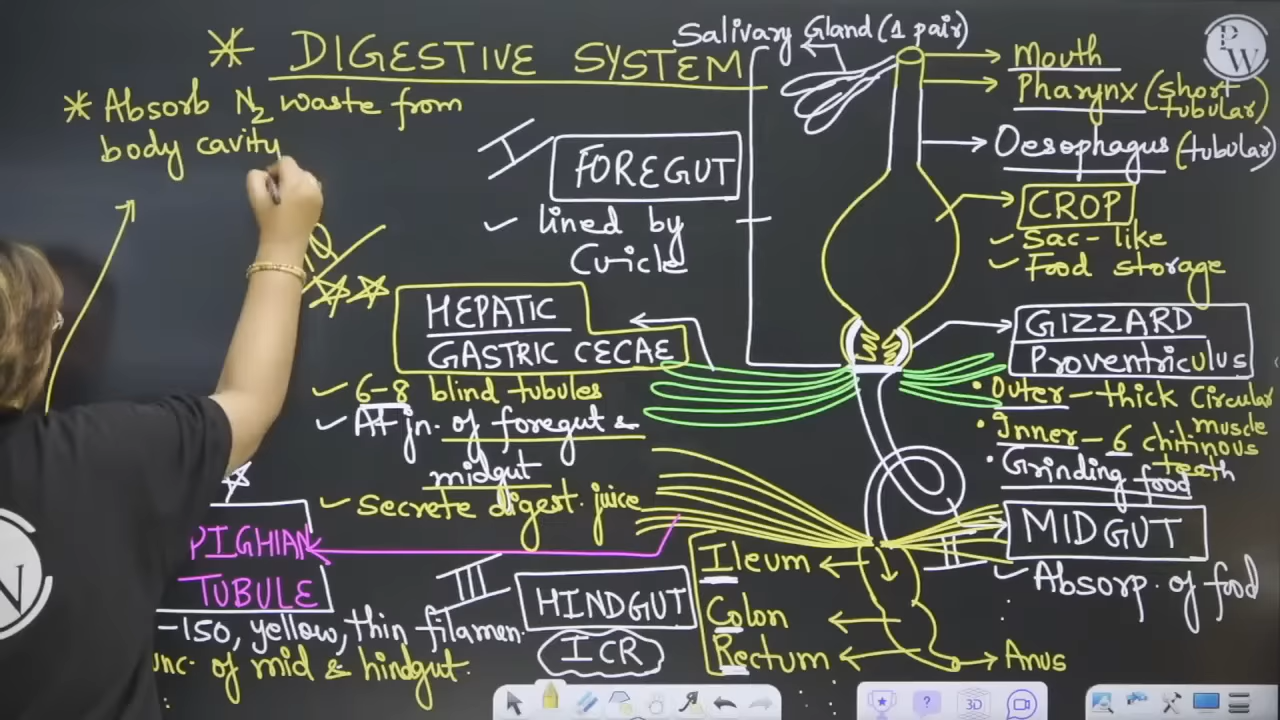 * DIGESTIVE SYSTEM
* Absorb N2 waste from
body cavity
Salivary Gland (1 pair)
Mouth
Pharynx (short
tubular)
Oesophagus (tubular)
I FOREGUT
✓ lined by
Cuticle
CROP
✓ Sac-like
✓ Food storage
HEPATIC
GASTRIC CECAE
✓ 6-8 blind tubules
✓ At jn. of foregut &
midgut
✓ Secrete digest. juice
GIZZARD
Proventriculus
• Outer - thick Circular
muscle
• Inner - 6 chitinous
teeth
• Grinding food
II MIDGUT
✓ Absorp. of food
PIGHIAN
TUBULE
-150, yellow, thin filamen.
unc. of mid & hindgut.
III HINDGUT
ICR
Ileum
Colon
Rectum
Anus
PW
3D